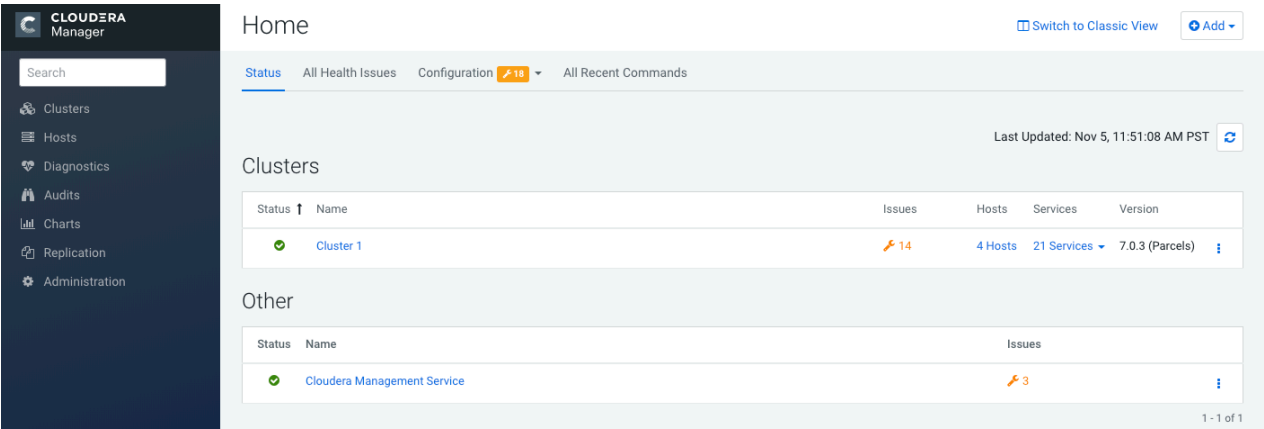 CLOUDERA
Manager
Home
Switch to Classic View
Add
Search
Status All Health Issues Configuration 18 All Recent Commands
Clusters
Hosts
Diagnostics
Audits
Charts
Replication
Administration
Last Updated: Nov 5, 11:51:08 AM PST
Clusters
Status Name Issues Hosts Services Version
Cluster 1 14 4 Hosts 21 Services 7.0.3 (Parcels)
Other
Status Name Issues
Cloudera Management Service 3
1 - 1 of 1